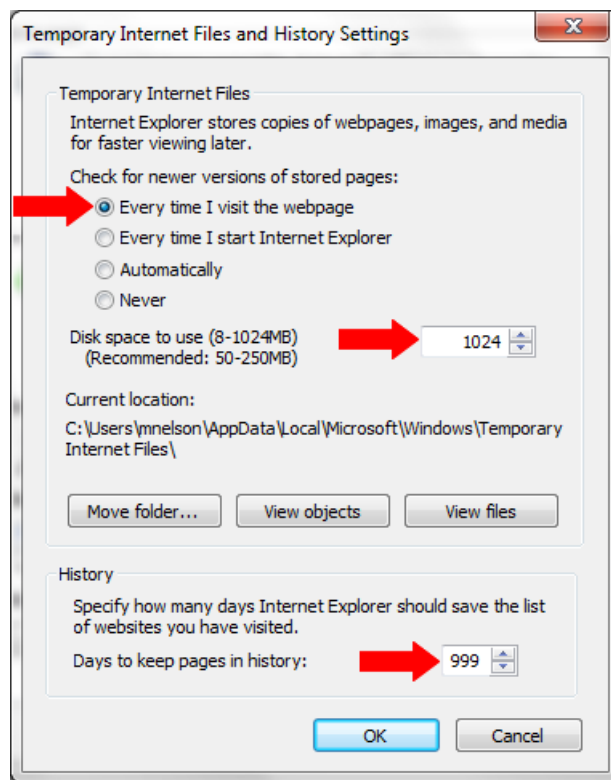 Temporary Internet Files and History Settings
Temporary Internet Files
Internet Explorer stores copies of webpages, images, and media
for faster viewing later.
Check for newer versions of stored pages:
Every time I visit the webpage
Every time I start Internet Explorer
Automatically
Never
Disk space to use (8-1024MB)
1024
(Recommended: 50-250MB)
Current location:
C:\Users\mnelson\AppData\Local\Microsoft\Windows\Temporary
Internet Files\
Move folder... View objects View files
History
Specify how many days Internet Explorer should save the list
of websites you have visited.
Days to keep pages in history: 999
OK Cancel